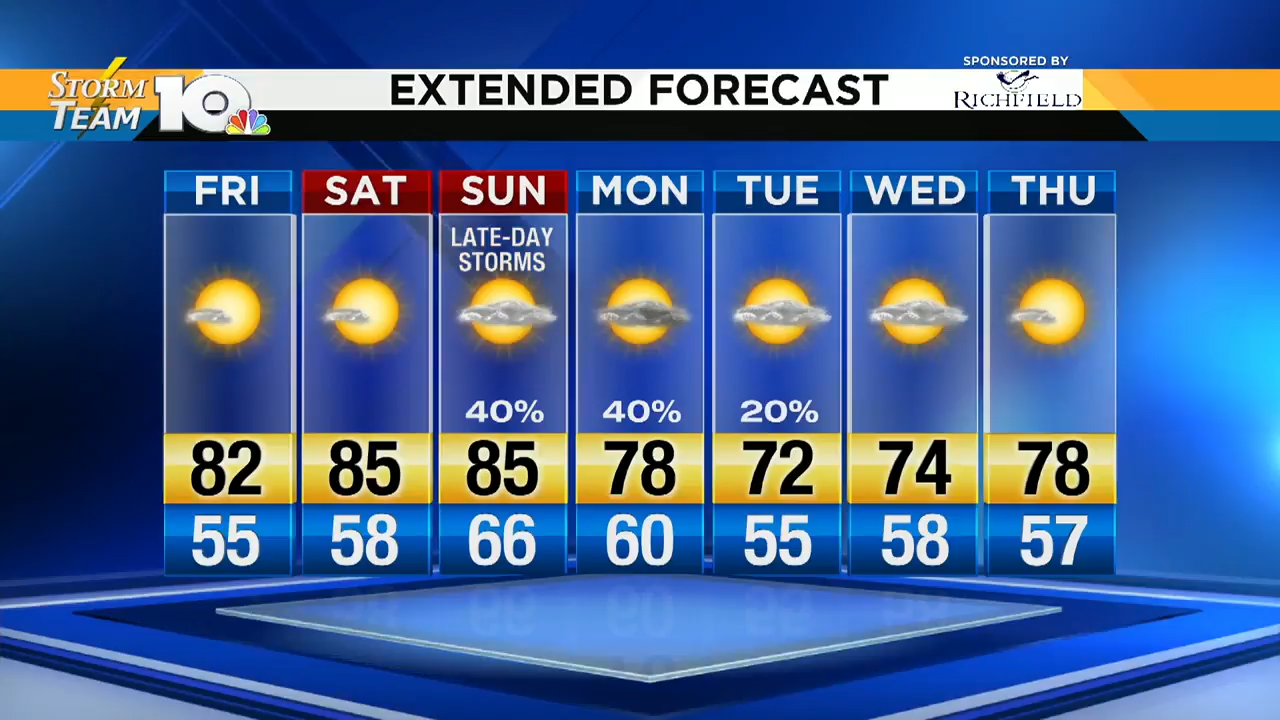 STORM
TEAM 10
EXTENDED FORECAST
SPONSORED BY
RICHFIELD
FRI SAT SUN MON TUE WED THU
LATE-DAY
STORMS
40% 40% 20%
82 85 85 78 72 74 78
55 58 66 60 55 58 57